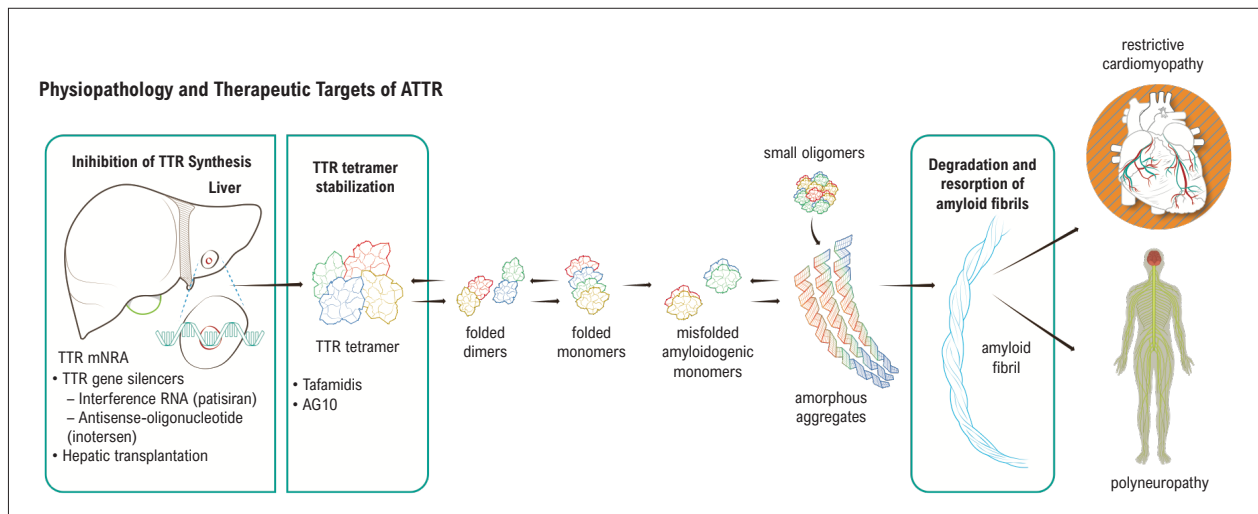 Physiopathology and Therapeutic Targets of ATTR
Inihibition of TTR Synthesis
Liver
TTR mNRA
• TTR gene silencers
– Interference RNA (patisiran)
– Antisense-oligonucleotide
(inotersen)
• Hepatic transplantation
TTR tetramer
stabilization
TTR tetramer
• Tafamidis
• AG10
folded
dimers
folded
monomers
misfolded
amyloidogenic
monomers
small oligomers
amorphous
aggregates
Degradation and
resorption of
amyloid fibrils
amyloid
fibril
restrictive
cardiomyopathy
polyneuropathy